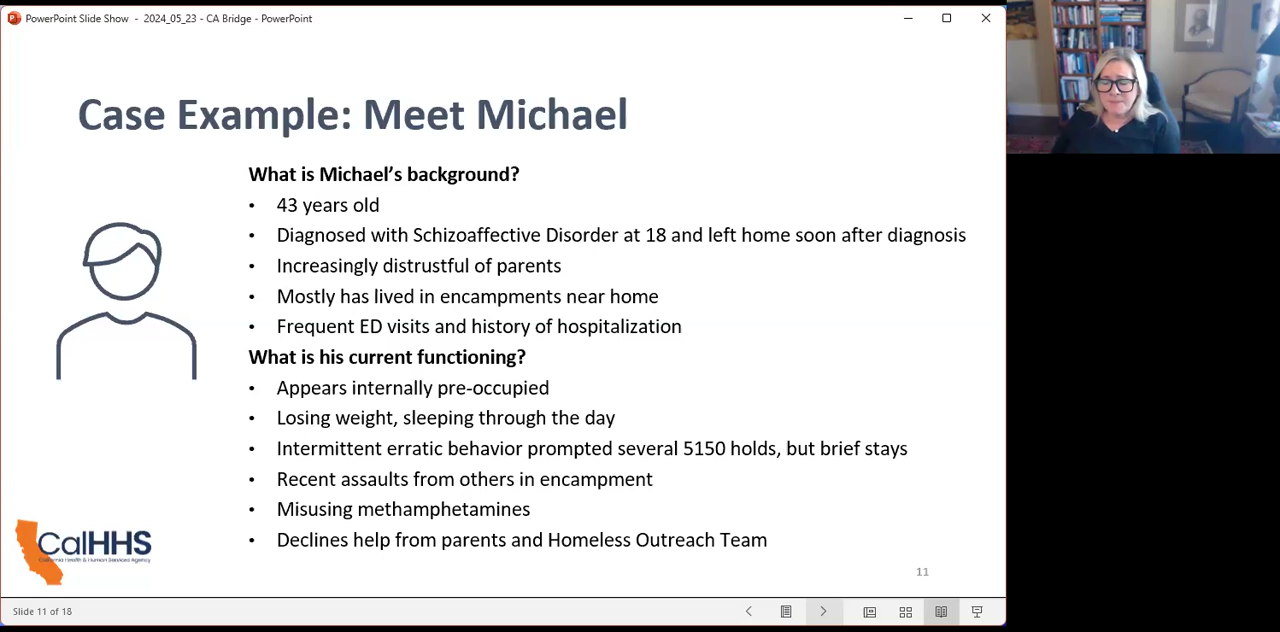 PowerPoint Slide Show - 2024_05_23 - CA Bridge - PowerPoint
Case Example: Meet Michael
What is Michael's background?
• 43 years old
• Diagnosed with Schizoaffective Disorder at 18 and left home soon after diagnosis
• Increasingly distrustful of parents
• Mostly has lived in encampments near home
• Frequent ED visits and history of hospitalization
What is his current functioning?
• Appears internally pre-occupied
• Losing weight, sleeping through the day
• Intermittent erratic behavior prompted several 5150 holds, but brief stays
• Recent assaults from others in encampment
• Misusing methamphetamines
• Declines help from parents and Homeless Outreach Team
CalHHS
California Health & Human Services Agency
11
Slide 11 of 18